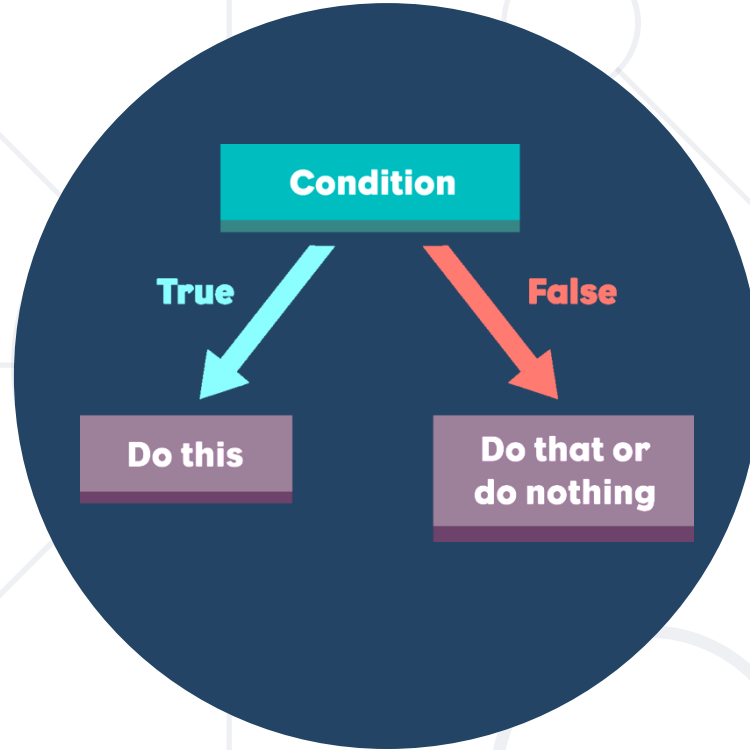 Condition
True
False
Do this
Do that or
do nothing